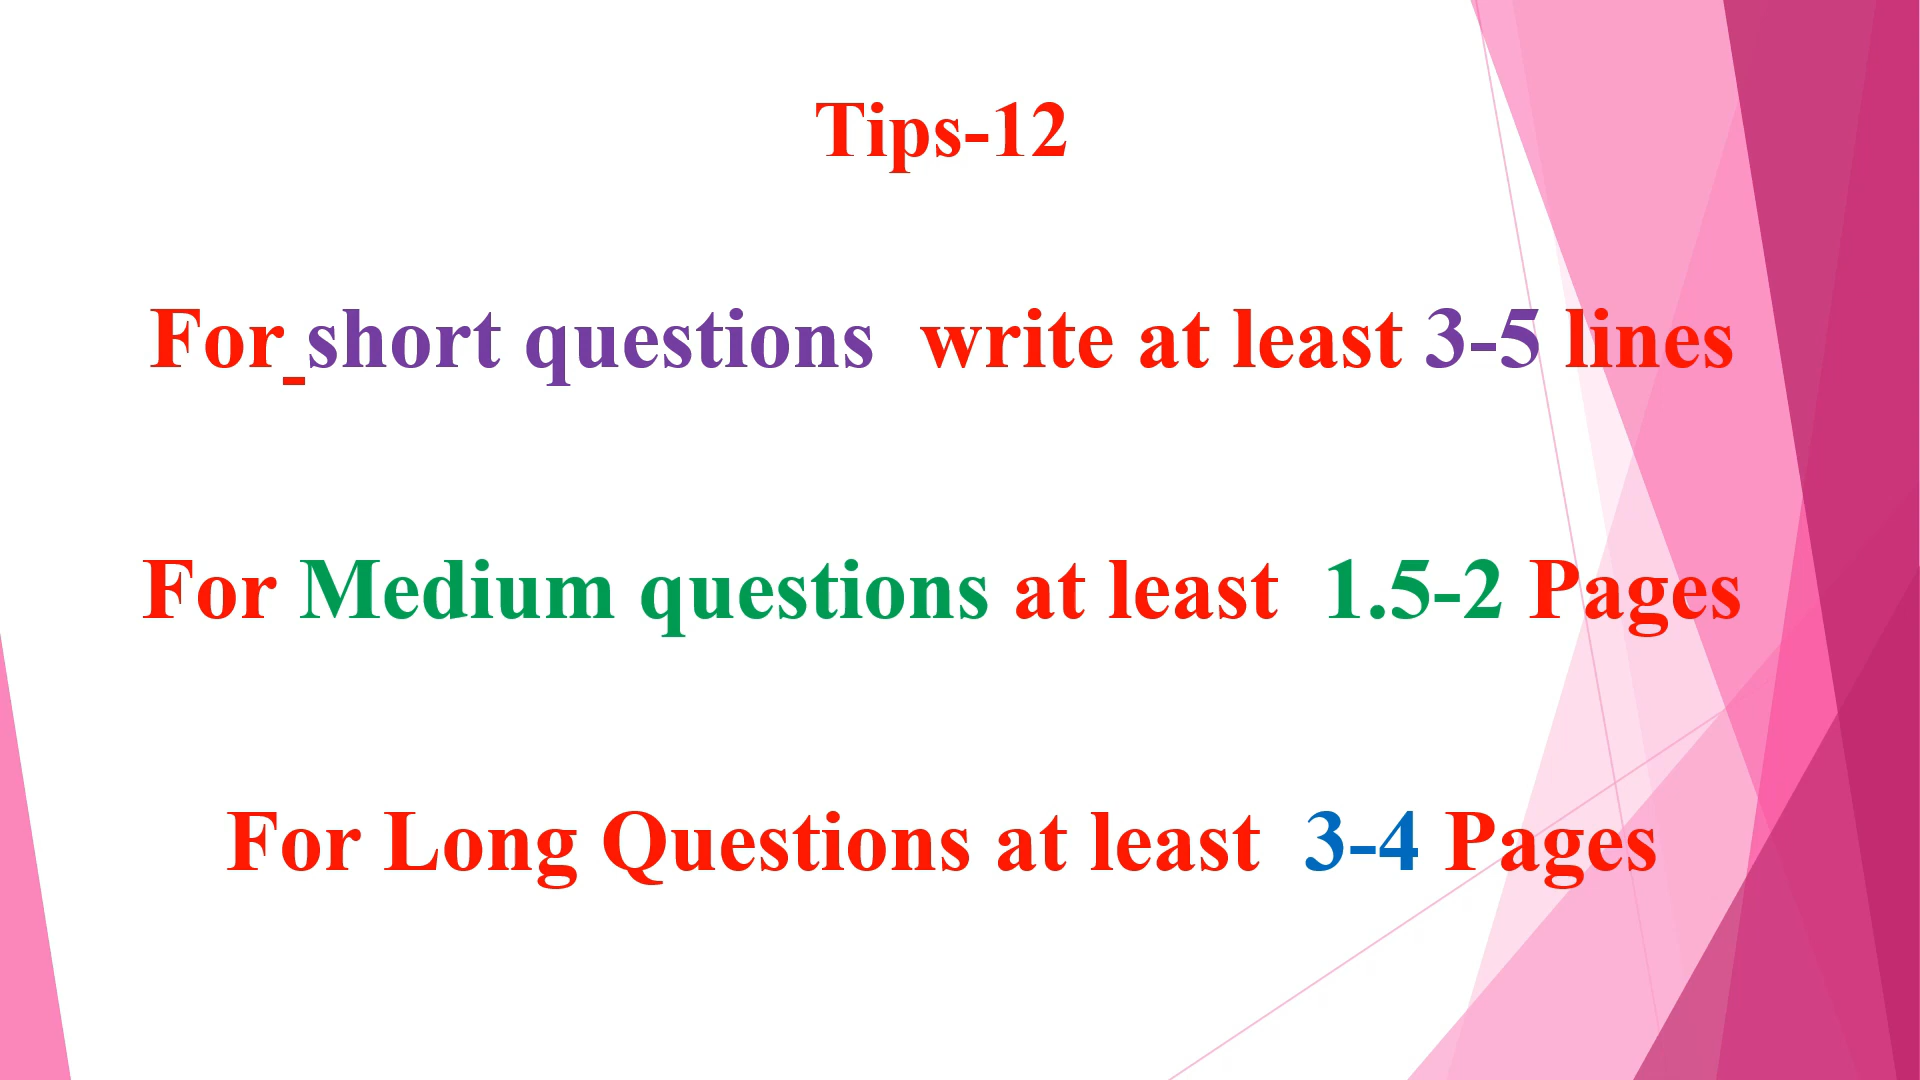 Tips-12
For short questions  write at least 3-5 lines
For Medium questions at least  1.5-2 Pages
For Long Questions at least  3-4 Pages